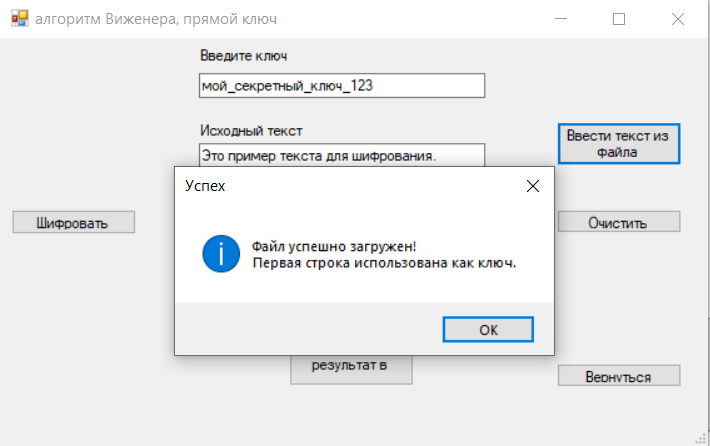 алгоритм Виженера, прямой ключ
Введите ключ
мой_секретный_ключ_123
Исходный текст
Это пример текста для шифрования.
Ввести текст из
файла
Успех
Файл успешно загружен!
Первая строка использована как ключ.
OK
Шифровать
Очистить
результат в
Вернуться